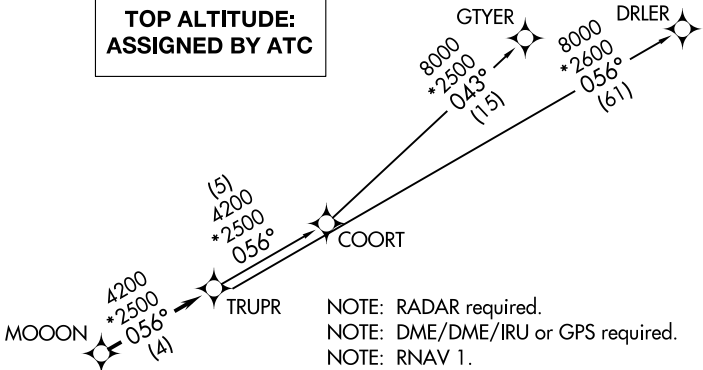 TOP ALTITUDE:
ASSIGNED BY ATC
GTYER
8000
*2500
043°
(15)
DRLER
8000
*2600
056°
(61)
(5)
4200
*2500
056°
COORT
4200
*2500
056°
(4)
TRUPR
MOOON
NOTE: RADAR required.
NOTE: DME/DME/IRU or GPS required.
NOTE: RNAV 1.